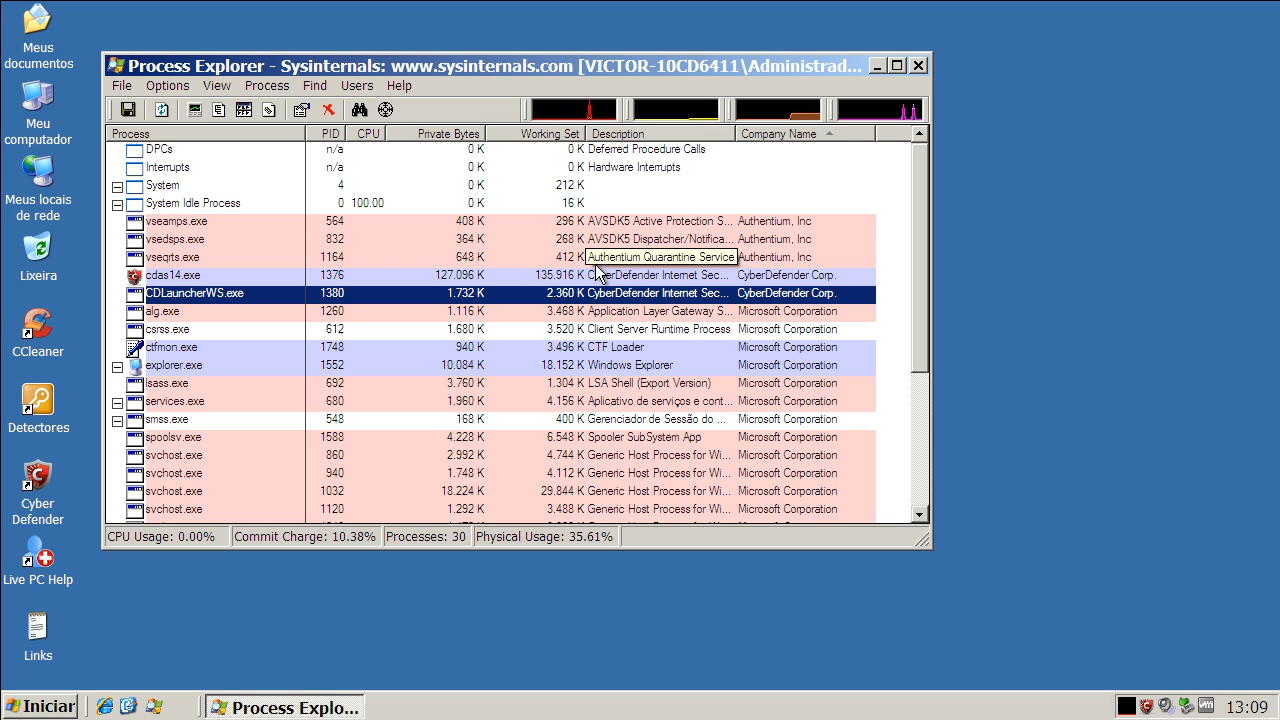 Meus documentos
Meu computador
Meus locais de rede
Lixeira
CCleaner
Detectores
Cyber Defender
Live PC Help
Links
Process Explorer - Sysinternals: www.sysinternals.com [VICTOR-10CD6411\Administrad...
File Options View Process Find Users Help
Process PID CPU Private Bytes Working Set Description Company Name
DPCs n/a 0 K 0 K Deferred Procedure Calls
Interrupts n/a 0 K 0 K Hardware Interrupts
System 4 0 K 212 K
System Idle Process 0 100.00 0 K 16 K
vseamps.exe 564 408 K 296 K AVSDK5 Active Protection S... Authentium, Inc
vsedsps.exe 832 364 K 268 K AVSDK5 Dispatcher/Notifica... Authentium, Inc
vseqrts.exe 1164 648 K 412 K Authentium Quarantine Service Authentium, Inc
cdas14.exe 1376 127.096 K 135.916 K CyberDefender Internet Sec... CyberDefender Corp.
CDLauncherWS.exe 1380 1.732 K 2.360 K CyberDefender Internet Sec... CyberDefender Corp.
alg.exe 1260 1.116 K 3.468 K Application Layer Gateway S... Microsoft Corporation
csrss.exe 612 1.680 K 3.520 K Client Server Runtime Process Microsoft Corporation
ctfmon.exe 1748 940 K 3.496 K CTF Loader Microsoft Corporation
explorer.exe 1552 10.084 K 18.152 K Windows Explorer Microsoft Corporation
lsass.exe 692 3.760 K 1.304 K LSA Shell (Export Version) Microsoft Corporation
services.exe 680 1.960 K 4.156 K Aplicativo de serviços e cont... Microsoft Corporation
smss.exe 548 168 K 400 K Gerenciador de Sessão do ... Microsoft Corporation
spoolsv.exe 1588 4.228 K 6.548 K Spooler SubSystem App Microsoft Corporation
svchost.exe 860 2.992 K 4.744 K Generic Host Process for Wi... Microsoft Corporation
svchost.exe 940 1.748 K 4.112 K Generic Host Process for Wi... Microsoft Corporation
svchost.exe 1032 18.224 K 29.844 K Generic Host Process for Wi... Microsoft Corporation
svchost.exe 1120 1.292 K 3.488 K Generic Host Process for Wi... Microsoft Corporation
CPU Usage: 0.00% Commit Charge: 10.38% Processes: 30 Physical Usage: 35.61%
Iniciar Process Explo... 13:09